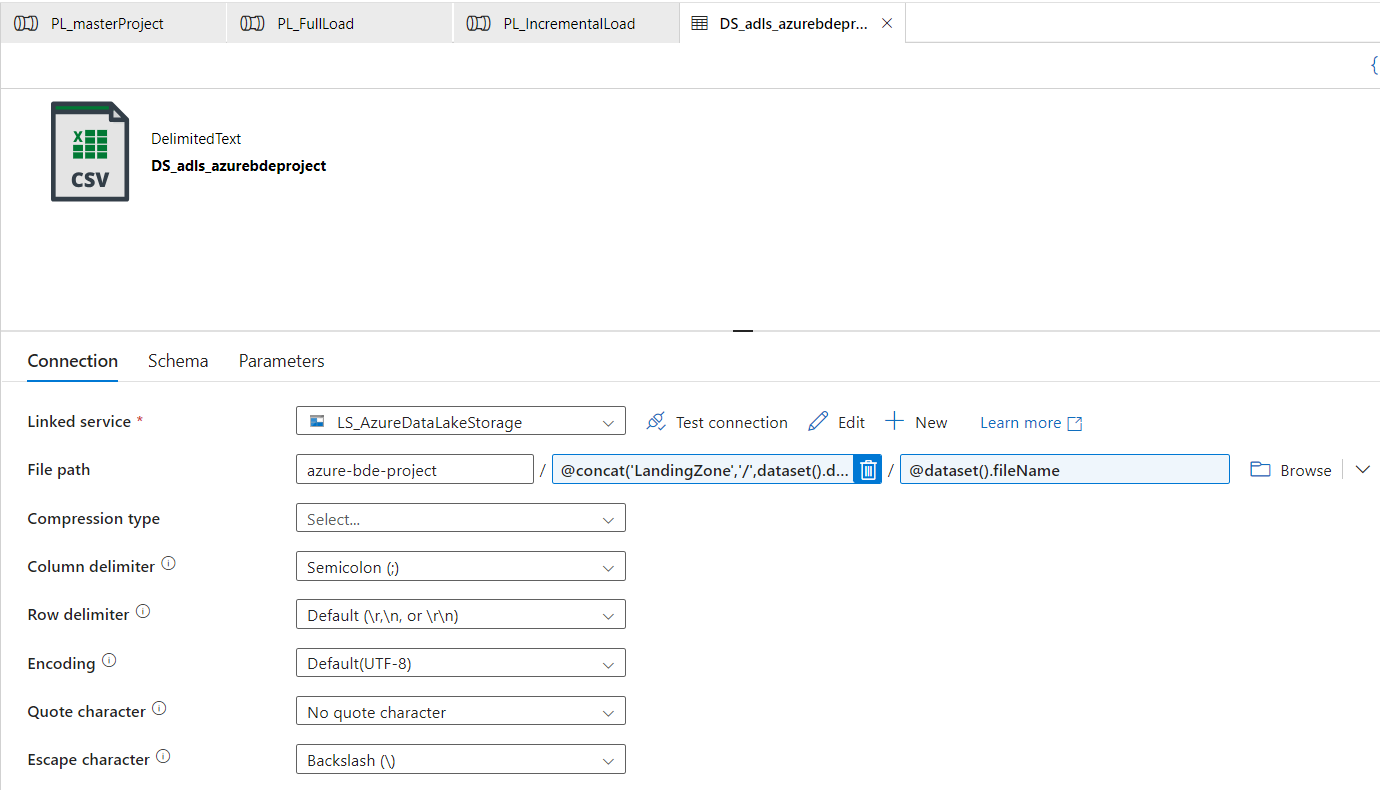 PL_masterProject PL_FullLoad PL_IncrementalLoad DS_adls_azurebdepr...
{
DelimitedText
DS_adls_azurebdeproject
X
CSV
Connection Schema Parameters
Linked service * LS_AzureDataLakeStorage Test connection Edit New Learn more
File path azure-bde-project / @concat('LandingZone','/',dataset().d... / @dataset().fileName Browse
Compression type Select...
Column delimiter Semicolon (;)
Row delimiter Default (\r,\n, or \r\n)
Encoding Default(UTF-8)
Quote character No quote character
Escape character Backslash (\)